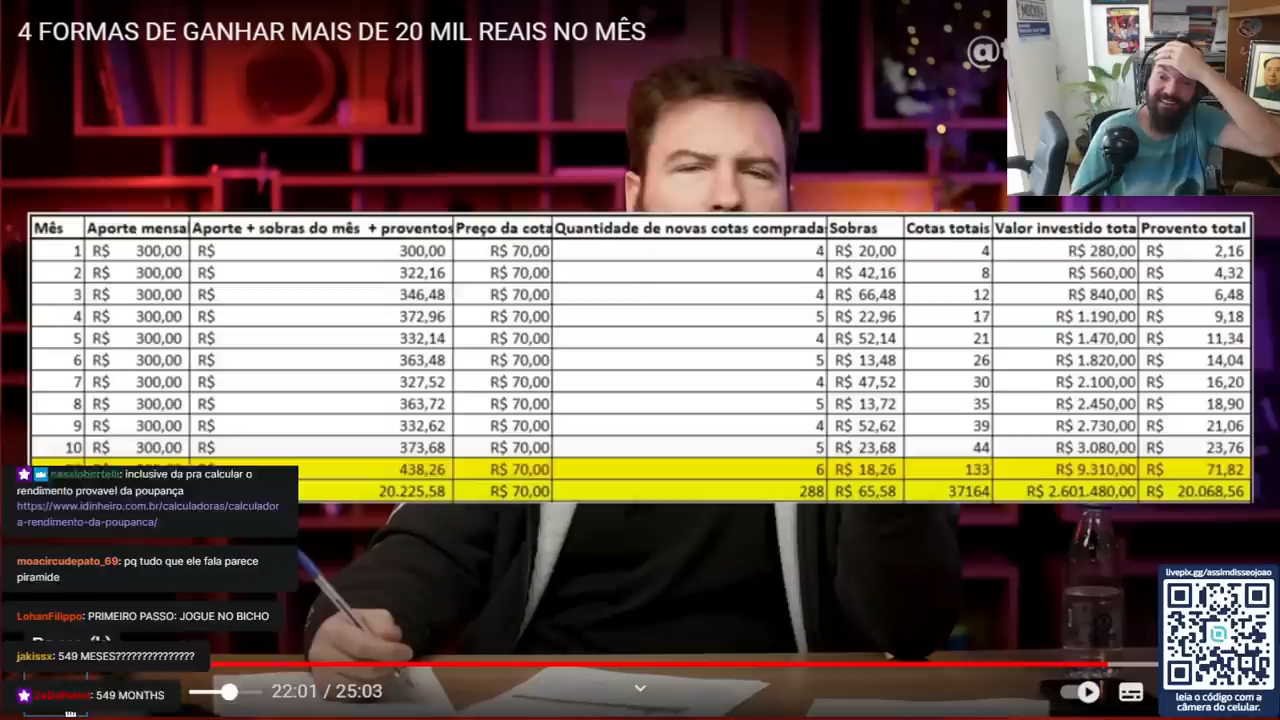 4 FORMAS DE GANHAR MAIS DE 20 MIL REAIS NO MÊS
@t
Mês Aporte mensa Aporte + sobras do mês + proventos Preço da cota Quantidade de novas cotas comprada Sobras Cotas totais Valor investido tota Provento total
1 R$ 300,00 R$ 300,00 R$ 70,00 4 R$ 20,00 4 R$ 280,00 R$ 2,16
2 R$ 300,00 R$ 322,16 R$ 70,00 4 R$ 42,16 8 R$ 560,00 R$ 4,32
3 R$ 300,00 R$ 346,48 R$ 70,00 4 R$ 66,48 12 R$ 840,00 R$ 6,48
4 R$ 300,00 R$ 372,96 R$ 70,00 5 R$ 22,96 17 R$ 1.190,00 R$ 9,18
5 R$ 300,00 R$ 332,14 R$ 70,00 4 R$ 52,14 21 R$ 1.470,00 R$ 11,34
6 R$ 300,00 R$ 363,48 R$ 70,00 5 R$ 13,48 26 R$ 1.820,00 R$ 14,04
7 R$ 300,00 R$ 327,52 R$ 70,00 4 R$ 47,52 30 R$ 2.100,00 R$ 16,20
8 R$ 300,00 R$ 363,72 R$ 70,00 5 R$ 13,72 35 R$ 2.450,00 R$ 18,90
9 R$ 300,00 R$ 332,62 R$ 70,00 4 R$ 52,62 39 R$ 2.730,00 R$ 21,06
10 R$ 300,00 R$ 373,68 R$ 70,00 5 R$ 23,68 44 R$ 3.080,00 R$ 23,76
438,26 R$ 70,00 6 R$ 18,26 133 R$ 9.310,00 R$ 71,82
20.225,58 R$ 70,00 288 R$ 65,58 37164 R$ 2.601.480,00 R$ 20.068,56
: inclusive da pra calcular o
rendimento provavel da poupança
https://www.idinheiro.com.br/calculadoras/calculador
a-rendimento-da-poupanca/
moacircudepato_69: pq tudo que ele fala parece
piramide
LohanFilippo: PRIMEIRO PASSO: JOGUE NO BICHO
jakissx: 549 MESES???????????????
: 549 MONTHS
22:01 / 25:03
livepix.gg/assimdisseojoao
leia o código com a
câmera do celular.